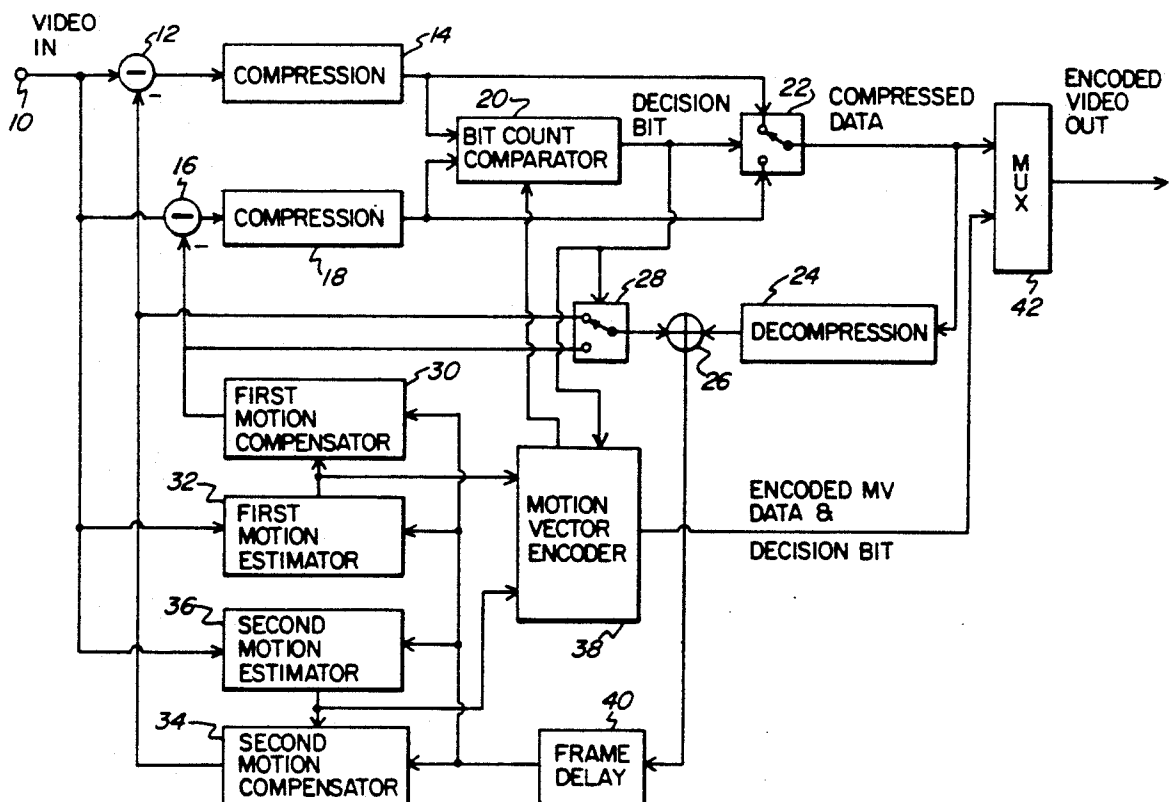 VIDEO
IN
10
12
-
COMPRESSION
14
16
-
COMPRESSION
18
20
BIT COUNT
COMPARATOR
DECISION
BIT
22
COMPRESSED
DATA
MUX
42
ENCODED
VIDEO
OUT
28
26
24
DECOMPRESSION
30
FIRST
MOTION
COMPENSATOR
32
FIRST
MOTION
ESTIMATOR
36
SECOND
MOTION
ESTIMATOR
34
SECOND
MOTION
COMPENSATOR
MOTION
VECTOR
ENCODER
38
ENCODED MV
DATA &
DECISION BIT
40
FRAME
DELAY